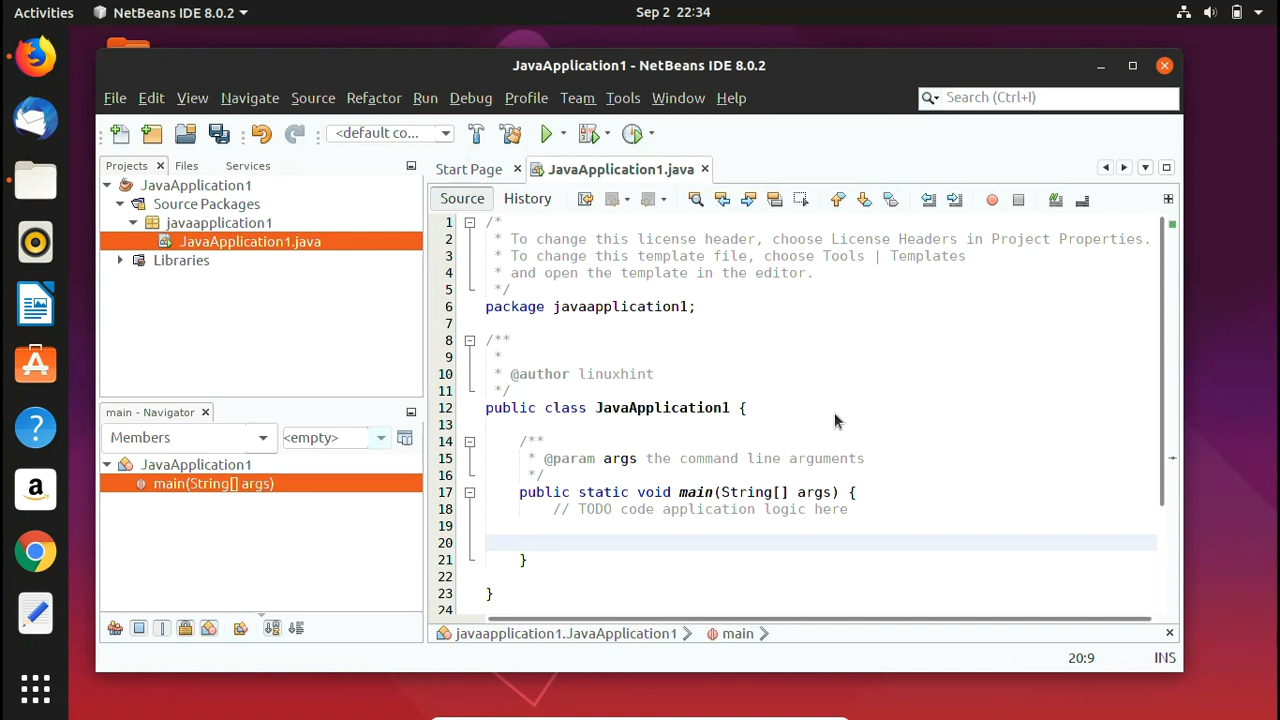 Activities NetBeans IDE 8.0.2 Sep 2 22:34
JavaApplication1 - NetBeans IDE 8.0.2
File Edit View Navigate Source Refactor Run Debug Profile Team Tools Window Help Search (Ctrl+I)
<default co...
Projects Files Services
JavaApplication1
Source Packages
javaapplication1
JavaApplication1.java
Libraries
main - Navigator
Members <empty>
JavaApplication1
main(String[] args)
Start Page JavaApplication1.java
Source History
1 /*
2 * To change this license header, choose License Headers in Project Properties.
3 * To change this template file, choose Tools | Templates
4 * and open the template in the editor.
5 */
6 package javaapplication1;
7
8 /**
9 *
10 * @author linuxhint
11 */
12 public class JavaApplication1 {
13
14 /**
15 * @param args the command line arguments
16 */
17 public static void main(String[] args) {
18 // TODO code application logic here
19
20
21 }
22
23 }
24
javaapplication1.JavaApplication1 main
20:9 INS